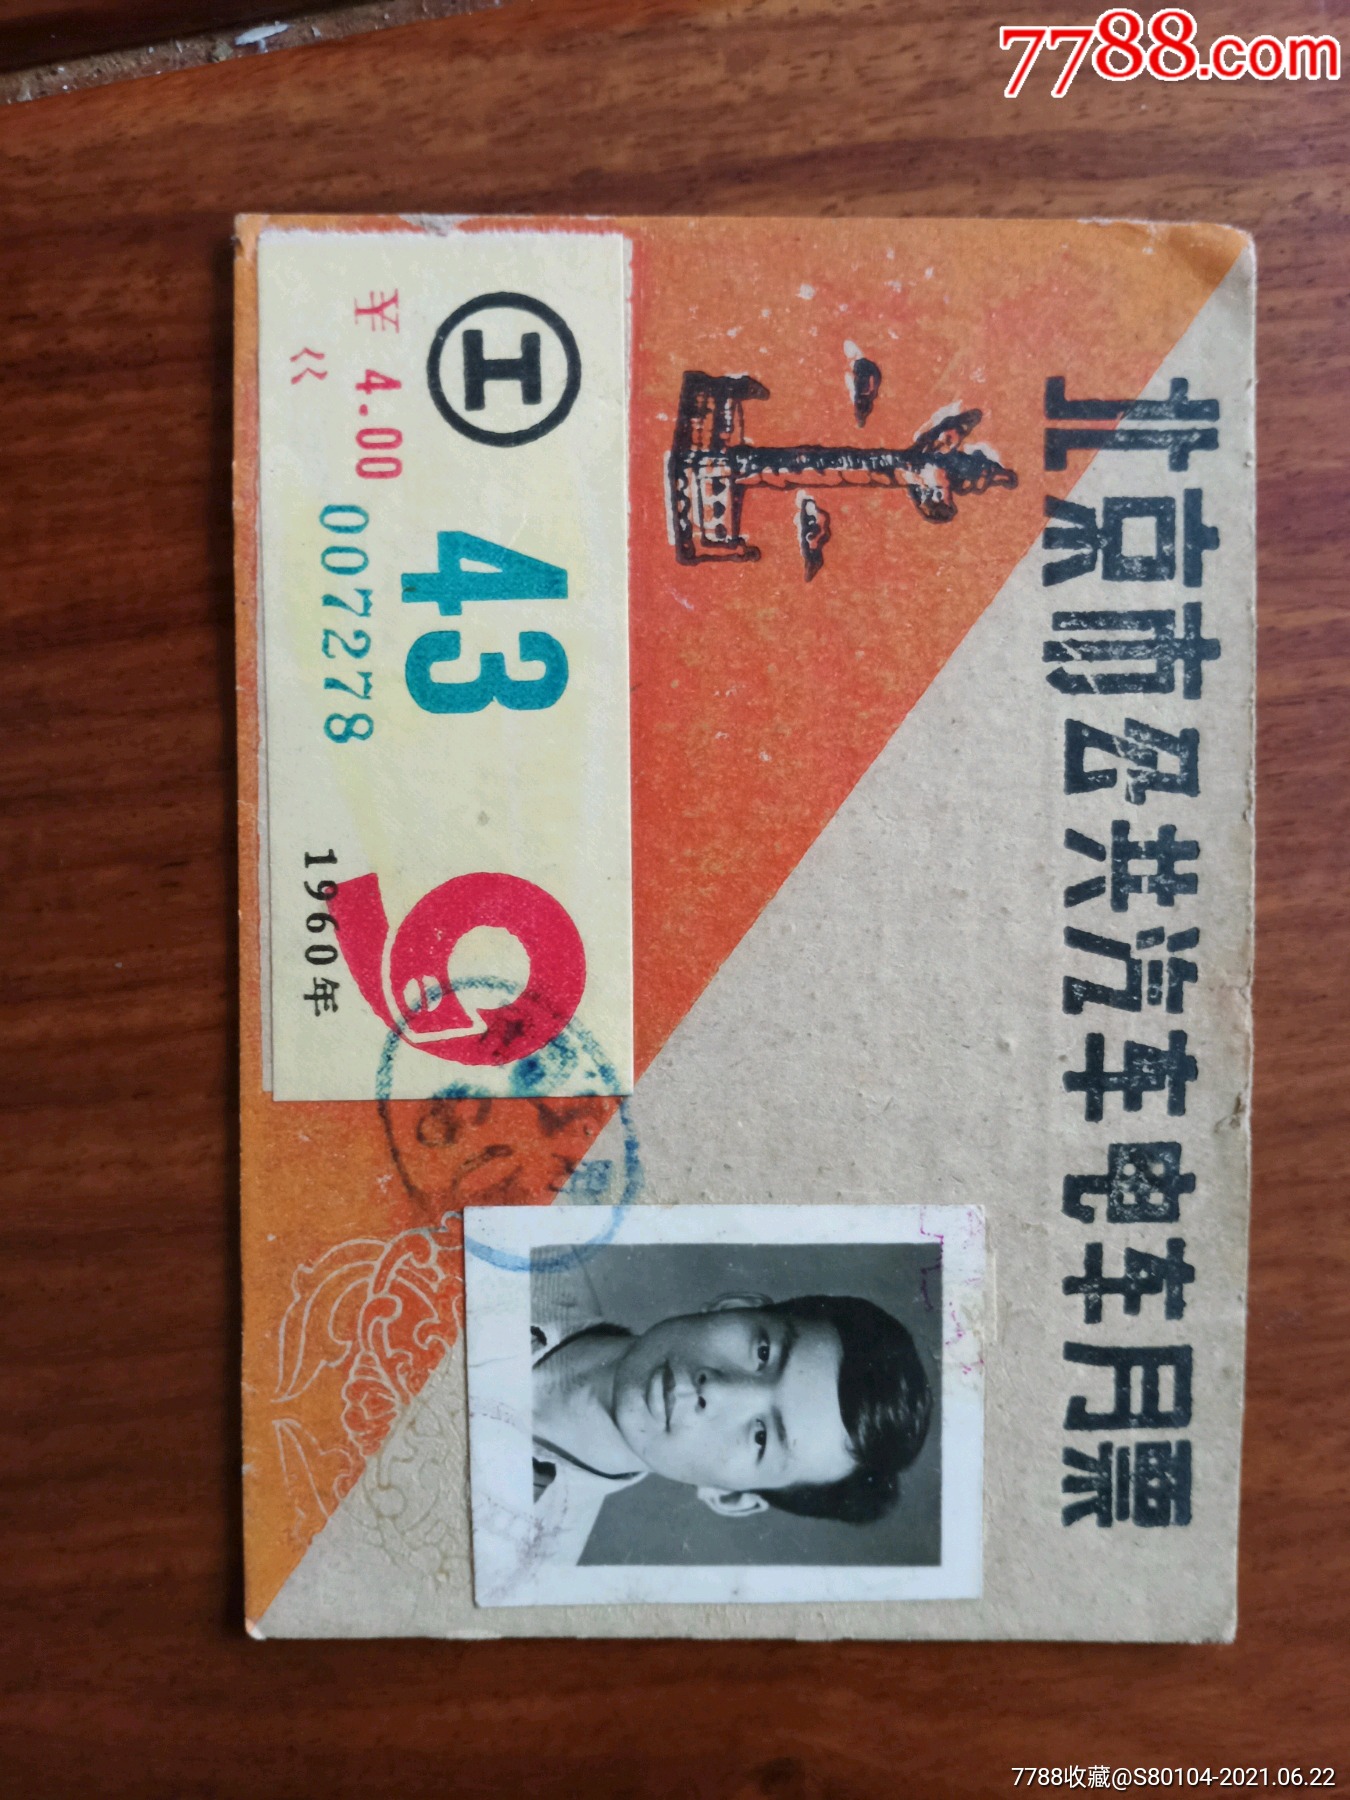 7788.com
北京市公共汽车电车月票
工
43
9
¥ 4.00
007278
1960年
7788收藏@S80104-2021.06.22